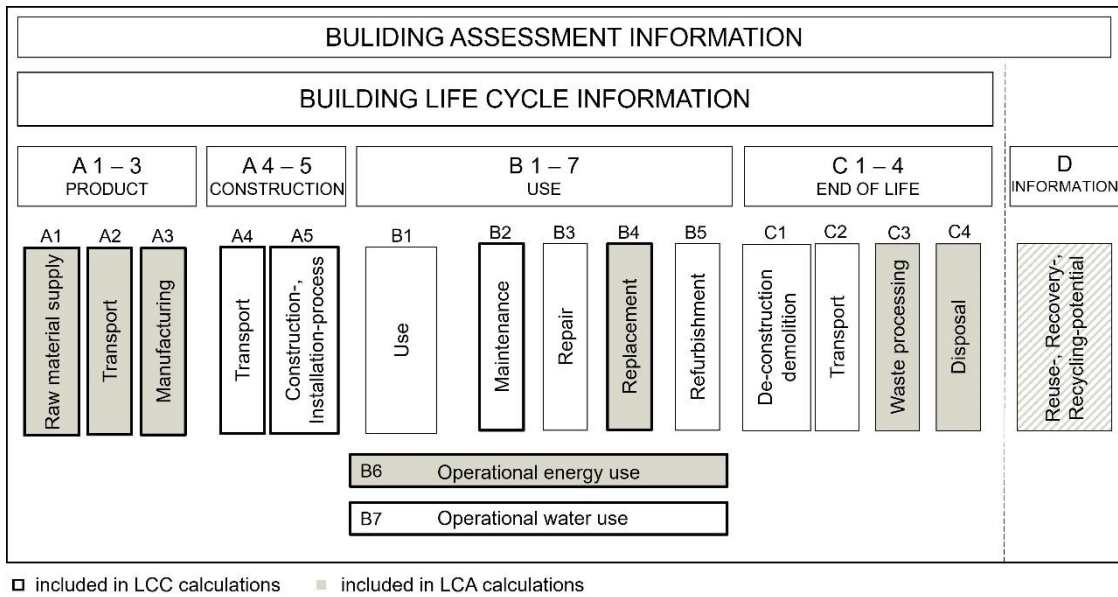 BULIDING ASSESSMENT INFORMATION
BUILDING LIFE CYCLE INFORMATION
A 1 – 3
PRODUCT
A 4 – 5
CONSTRUCTION
B 1 – 7
USE
C 1 – 4
END OF LIFE
D
INFORMATION
A1
Raw material supply
A2
Transport
A3
Manufacturing
A4
Transport
A5
Construction-,
Installation-process
B1
Use
B2
Maintenance
B3
Repair
B4
Replacement
B5
Refurbishment
C1
De-construction
demolition
C2
Transport
C3
Waste processing
C4
Disposal
Reuse-, Recovery-,
Recycling-potential
B6 Operational energy use
B7 Operational water use
included in LCC calculations
included in LCA calculations